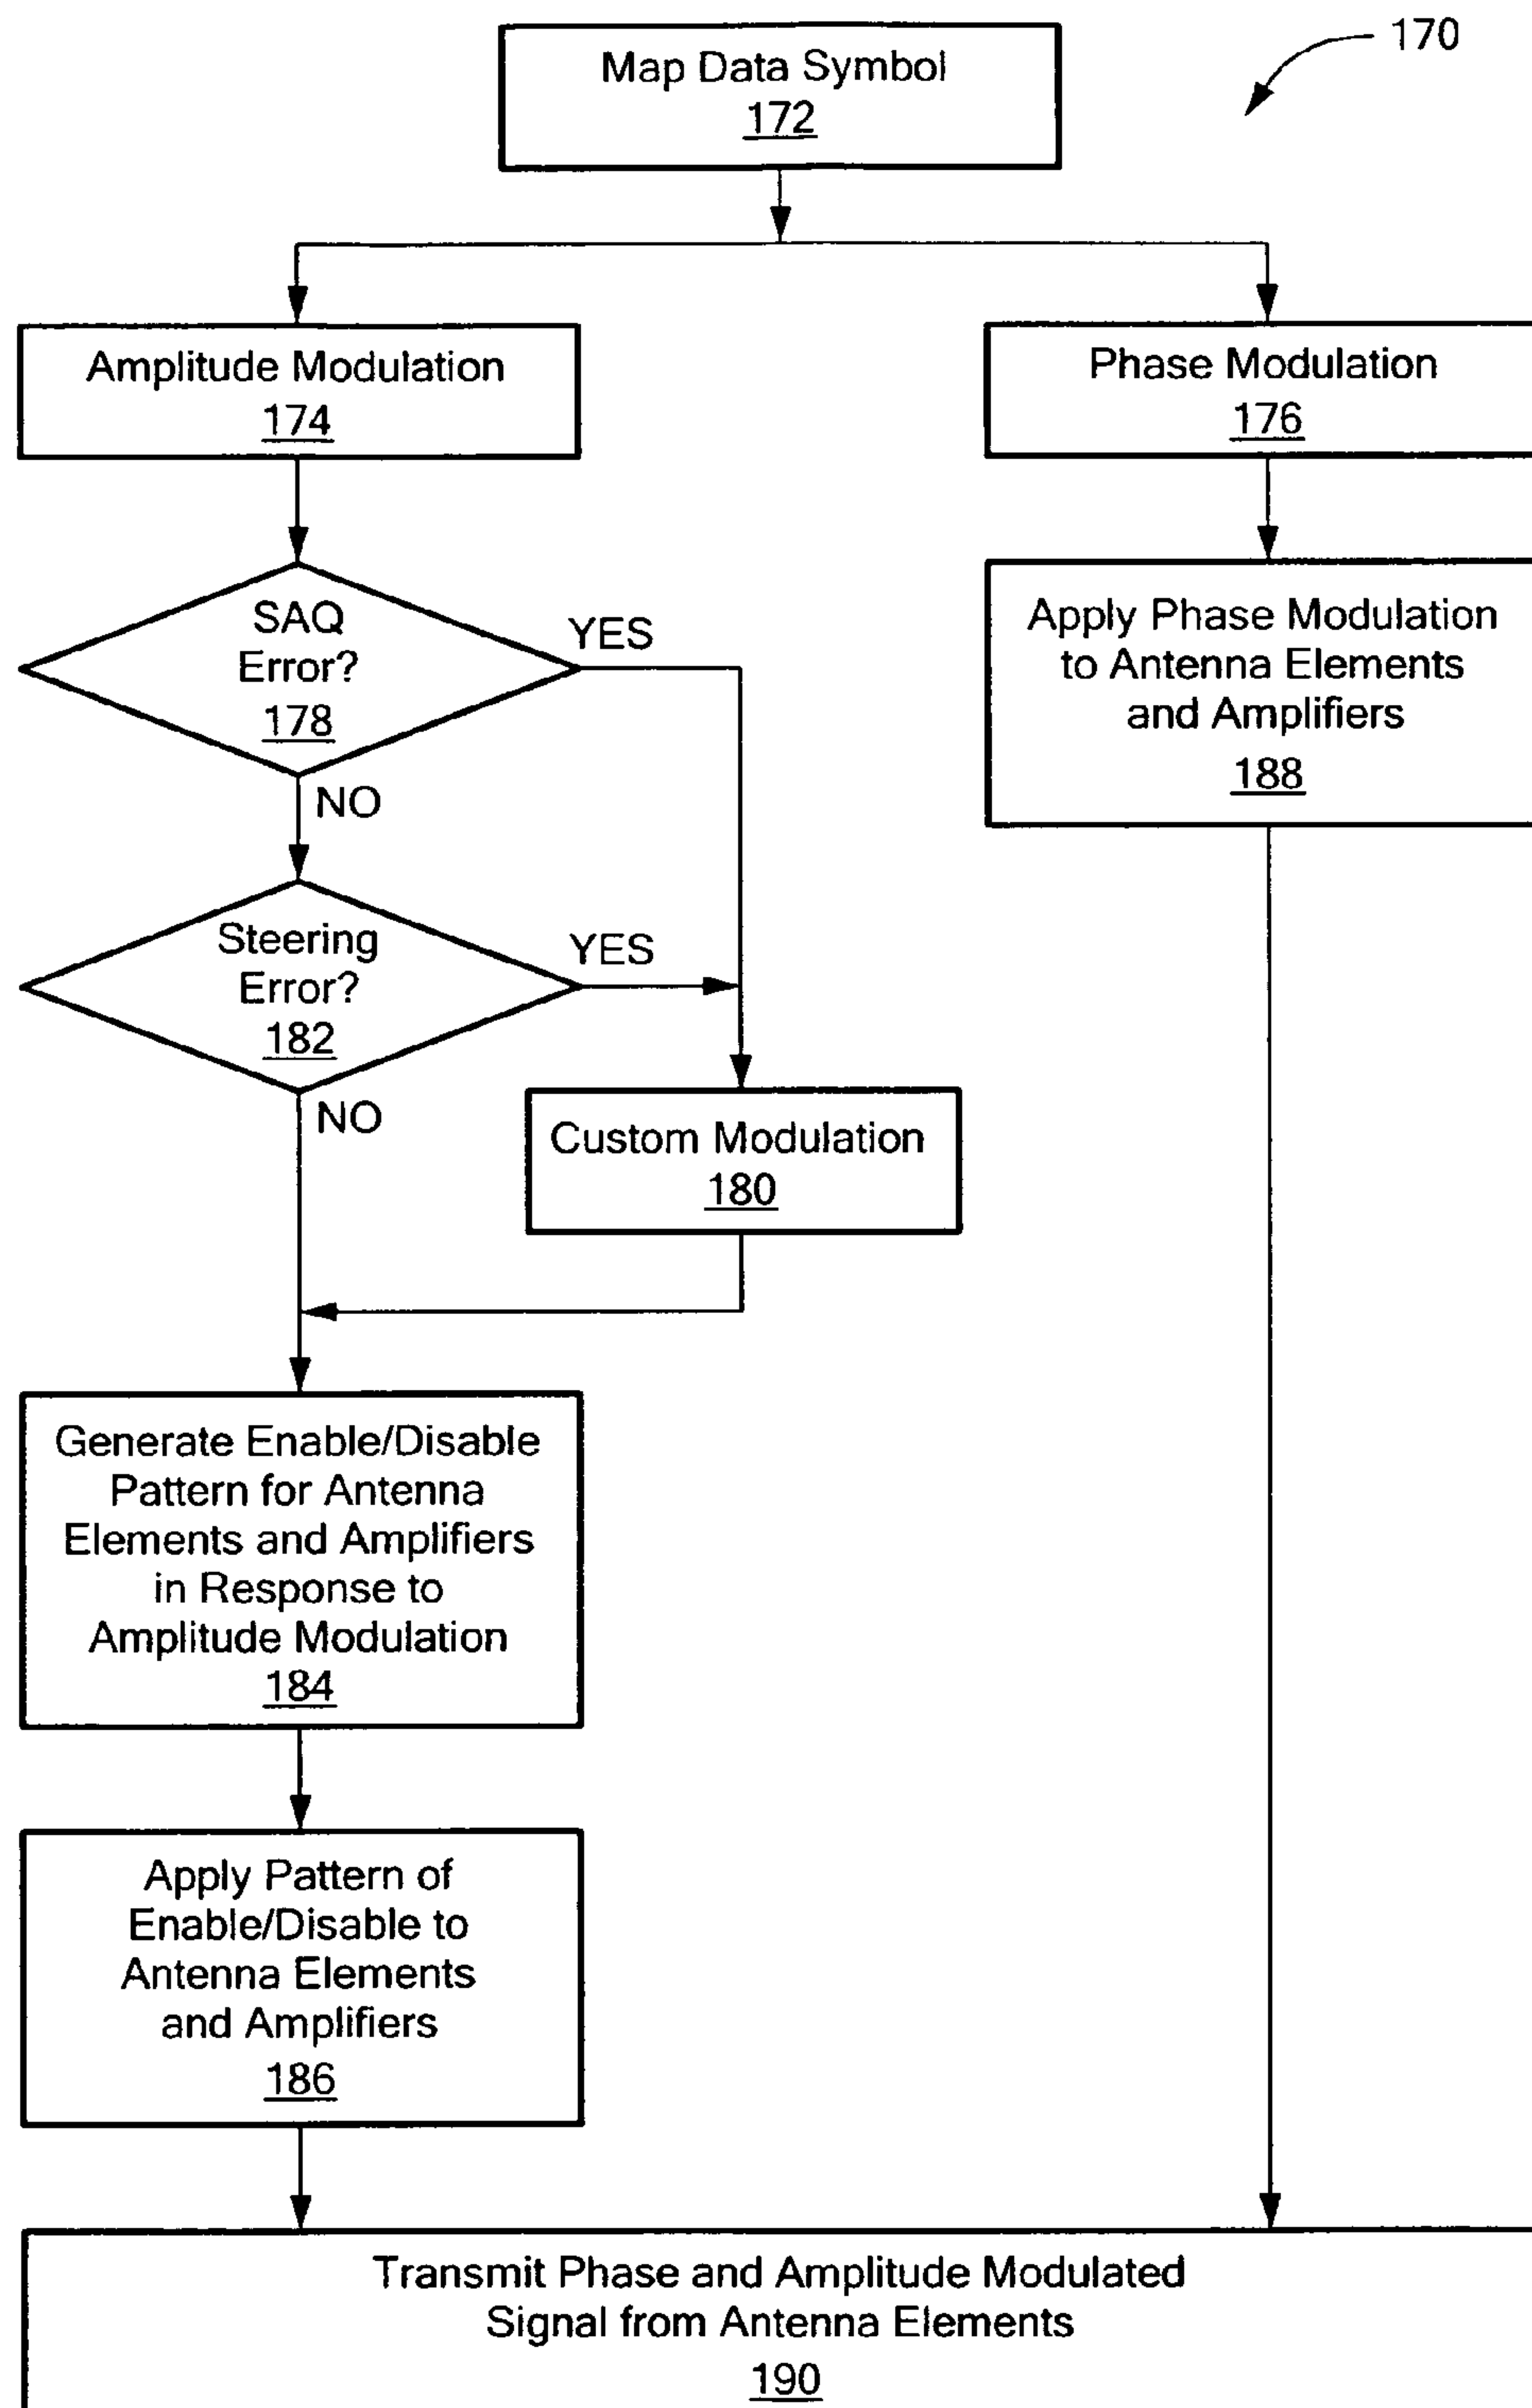 170
Map Data Symbol
172
Amplitude Modulation
174
Phase Modulation
176
SAQ
Error?
178
YES
NO
Apply Phase Modulation
to Antenna Elements
and Amplifiers
188
Steering
Error?
182
YES
NO
Custom Modulation
180
Generate Enable/Disable
Pattern for Antenna
Elements and Amplifiers
in Response to
Amplitude Modulation
184
Apply Pattern of
Enable/Disable to
Antenna Elements
and Amplifiers
186
Transmit Phase and Amplitude Modulated
Signal from Antenna Elements
190